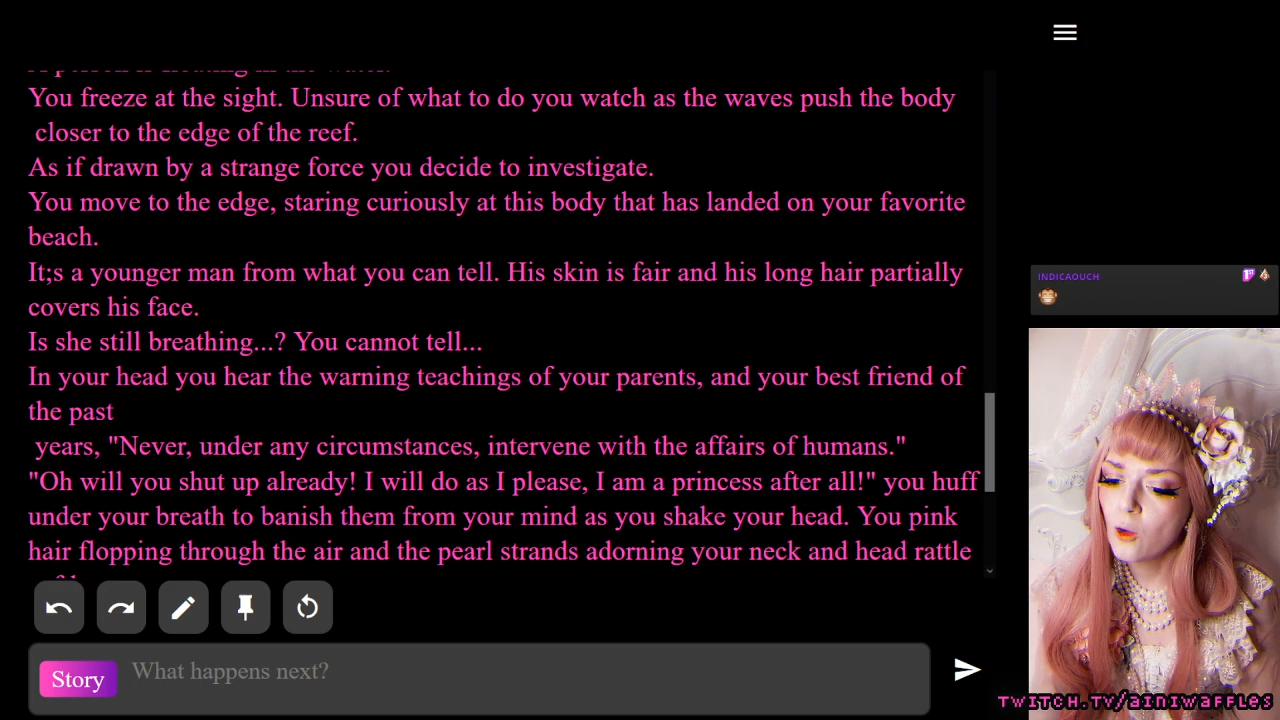 You freeze at the sight. Unsure of what to do you watch as the waves push the body
closer to the edge of the reef.
As if drawn by a strange force you decide to investigate.
You move to the edge, staring curiously at this body that has landed on your favorite
beach.
It;s a younger man from what you can tell. His skin is fair and his long hair partially
covers his face.
Is she still breathing...? You cannot tell...
In your head you hear the warning teachings of your parents, and your best friend of
the past
years, "Never, under any circumstances, intervene with the affairs of humans."
"Oh will you shut up already! I will do as I please, I am a princess after all!" you huff
under your breath to banish them from your mind as you shake your head. You pink
hair flopping through the air and the pearl strands adorning your neck and head rattle
Story
What happens next?
INDICAOUCH
TWITCH.TV/AINIWAFFLES